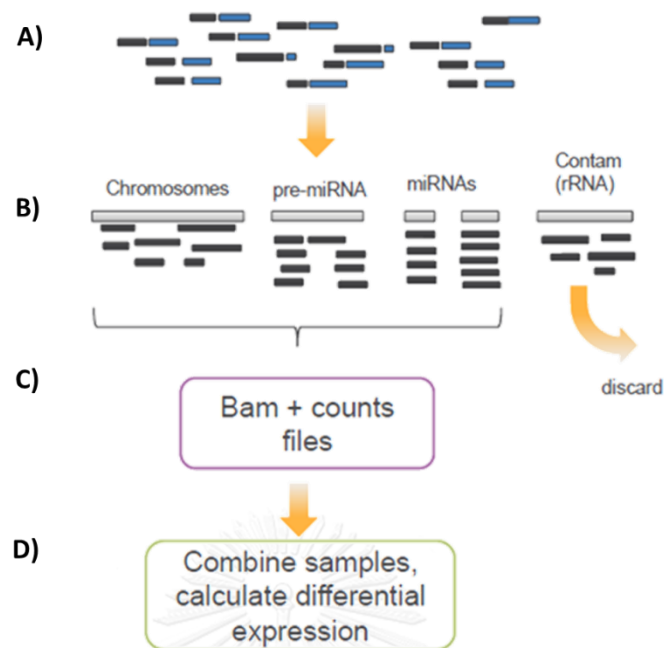 A)
B)
Chromosomes
pre-miRNA
miRNAs
Contam
(rRNA)
discard
C)
Bam + counts
files
D)
Combine samples,
calculate differential
expression